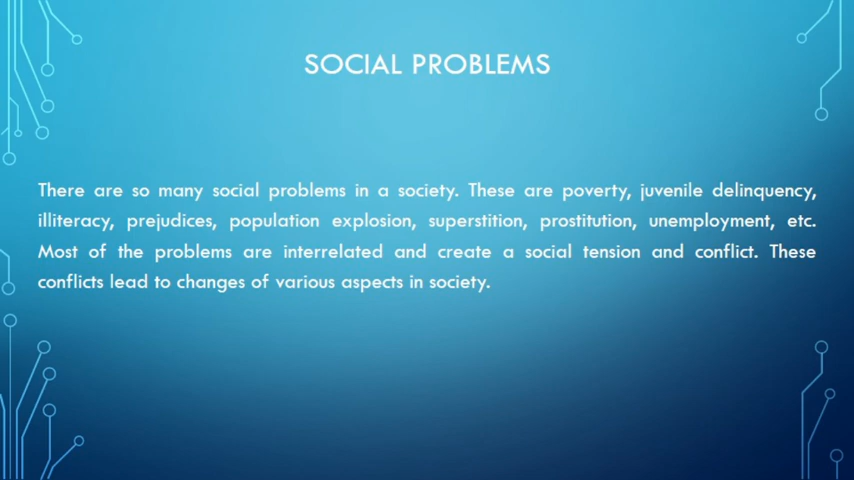 SOCIAL PROBLEMS
There are so many social problems in a society. These are poverty, juvenile delinquency,
illiteracy, prejudices, population explosion, superstition, prostitution, unemployment, etc.
Most of the problems are interrelated and create a social tension and conflict. These
conflicts lead to changes of various aspects in society.